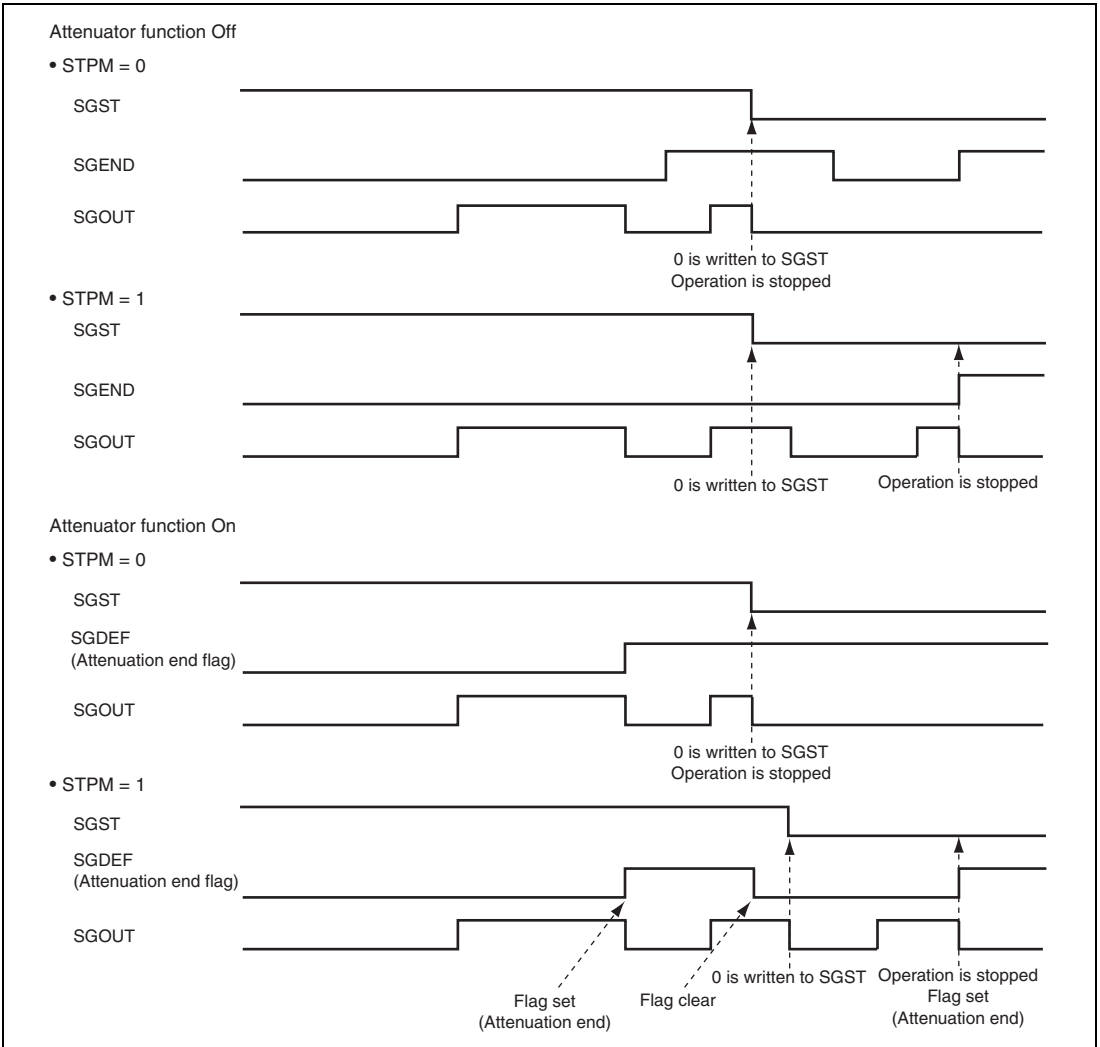 Attenuator function Off
• STPM = 0
SGST
SGEND
SGOUT
0 is written to SGST
Operation is stopped
• STPM = 1
SGST
SGEND
SGOUT
0 is written to SGST
Operation is stopped
Attenuator function On
• STPM = 0
SGST
SGDEF
(Attenuation end flag)
SGOUT
0 is written to SGST
Operation is stopped
• STPM = 1
SGST
SGDEF
(Attenuation end flag)
SGOUT
Flag set
(Attenuation end)
Flag clear
0 is written to SGST
Operation is stopped
Flag set
(Attenuation end)